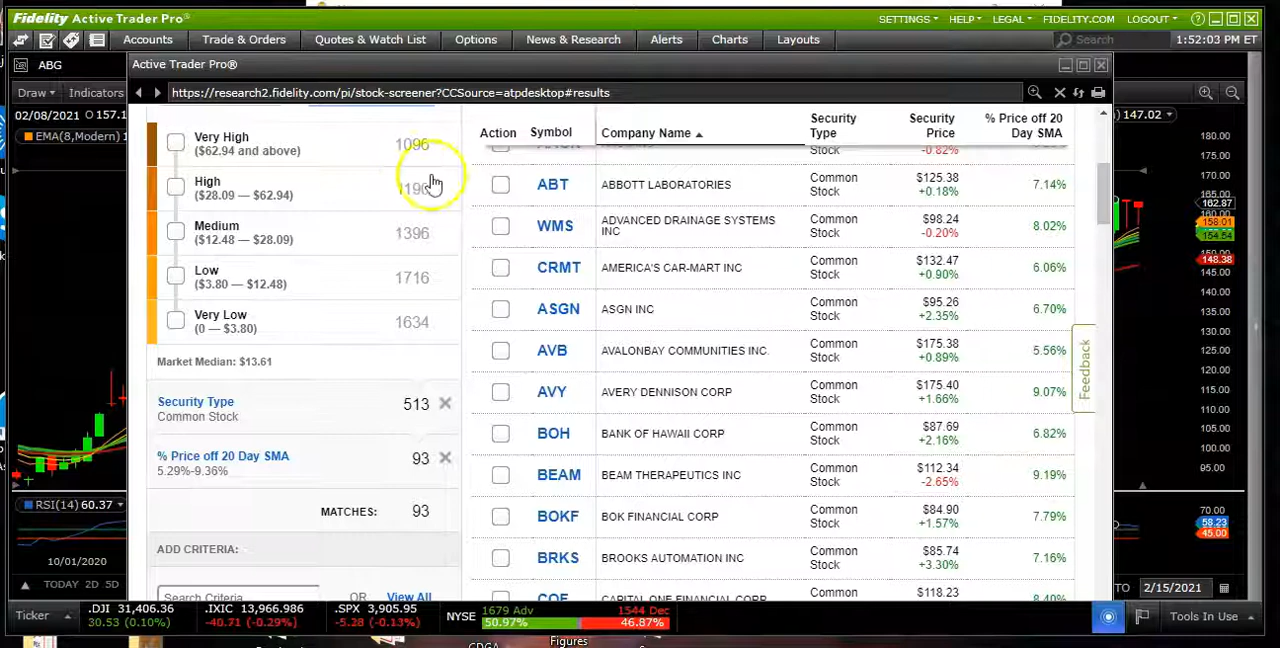 Fidelity Active Trader Pro®
SETTINGS HELP LEGAL FIDELITY.COM LOGOUT
Accounts Trade & Orders Quotes & Watch List Options News & Research Alerts Charts Layouts Search 1:52:03 PM ET
ABG
Active Trader Pro®
Draw Indicators
https://research2.fidelity.com/pi/stock-screener?CCSource=atpdesktop#results
02/08/2021 O 157.1
147.02
EMA(8,Modern)
Very High
($62.94 and above)
1096
High
($28.09 — $62.94)
Medium
($12.48 — $28.09)
1396
Low
($3.80 — $12.48)
1716
Very Low
(0 — $3.80)
1634
Market Median: $13.61
Security Type
Common Stock
513
% Price off 20 Day SMA
5.29%-9.36%
93
MATCHES: 93
ADD CRITERIA:
Search Criteria OR View All
Action Symbol Company Name Security Type Security Price % Price off 20 Day SMA
Stock -0.82%
ABT ABBOTT LABORATORIES Common Stock $125.38 +0.18% 7.14%
WMS ADVANCED DRAINAGE SYSTEMS INC Common Stock $98.24 -0.20% 8.02%
CRMT AMERICA'S CAR-MART INC Common Stock $132.47 +0.90% 6.06%
ASGN ASGN INC Common Stock $95.26 +2.35% 6.70%
AVB AVALONBAY COMMUNITIES INC Common Stock $175.38 +0.89% 5.56%
AVY AVERY DENNISON CORP Common Stock $175.40 +1.66% 9.07%
BOH BANK OF HAWAII CORP Common Stock $87.69 +2.16% 6.82%
BEAM BEAM THERAPEUTICS INC Common Stock $112.34 -2.65% 9.19%
BOKF BOK FINANCIAL CORP Common Stock $84.90 +1.57% 7.79%
BRKS BROOKS AUTOMATION INC Common Stock $85.74 +3.30% 7.16%
COF CAPITAL ONE FINANCIAL CORP Common $118.23 8.40%
Feedback
180.00
175.00
170.00
165.00
162.87
158.01
154.54
148.38
145.00
140.00
135.00
130.00
125.00
120.00
115.00
110.00
105.00
100.00
95.00
RSI(14) 60.37
70.00
58.23
45.00
10/01/2020
TODAY 2D 5D
TO 2/15/2021
Ticker .DJI 31,406.36 30.53 (0.10%) .IXIC 13,966.986 -40.71 (-0.29%) .SPX 3,905.95 -5.28 (-0.13%) NYSE 1679 Adv 1544 Dec 50.97% 46.87% Tools In Use
Figures
CDGA